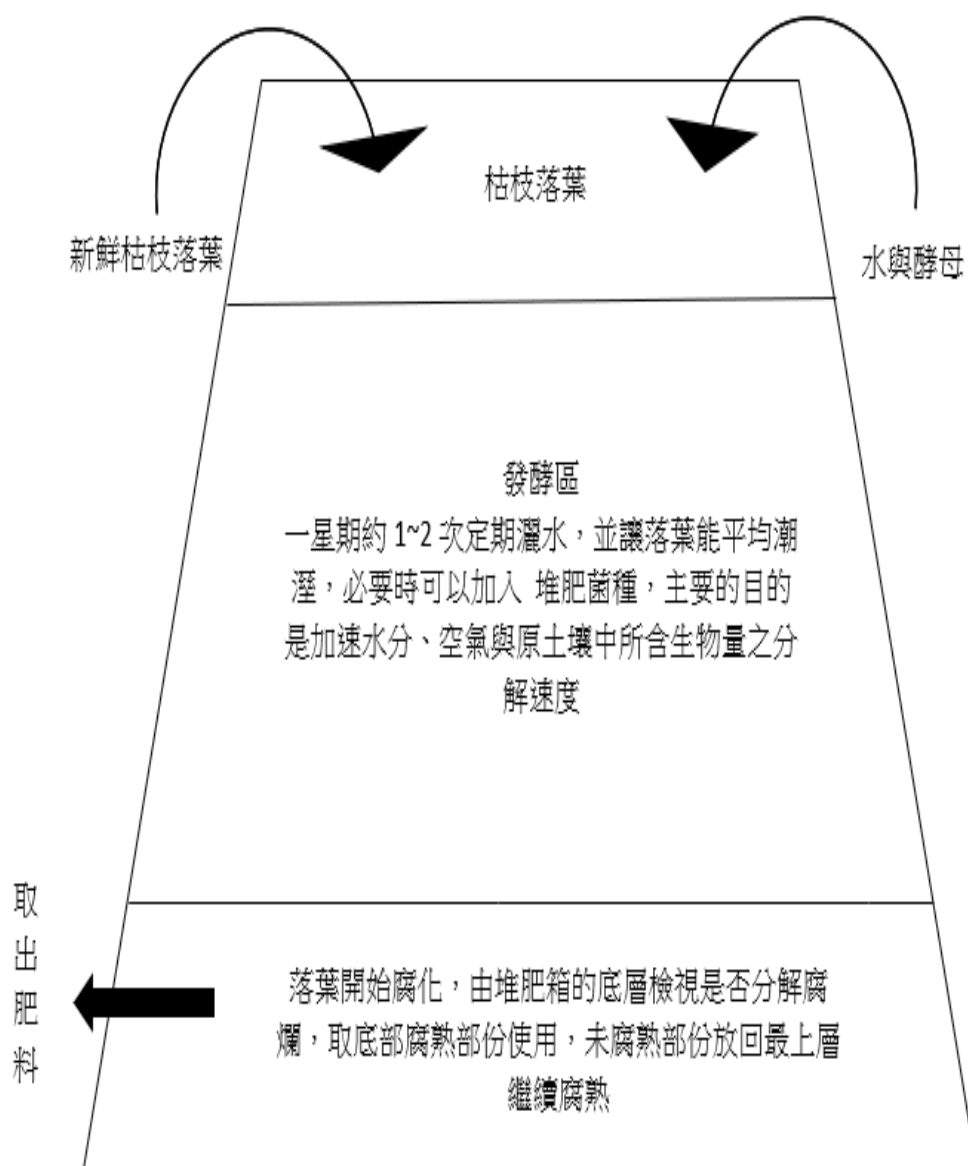 枯枝落葉
新鮮枯枝落葉
水與酵母
發酵區
一星期約 1~2 次定期灑水，並讓落葉能平均潮
溼，必要時可以加入 堆肥菌種，主要的目的
是加速水分、空氣與原土壤中所含生物量之分
解速度
取出肥料
落葉開始腐化，由堆肥箱的底層檢視是否分解腐
爛，取底部腐熟部份使用，未腐熟部份放回最上層
繼續腐熟